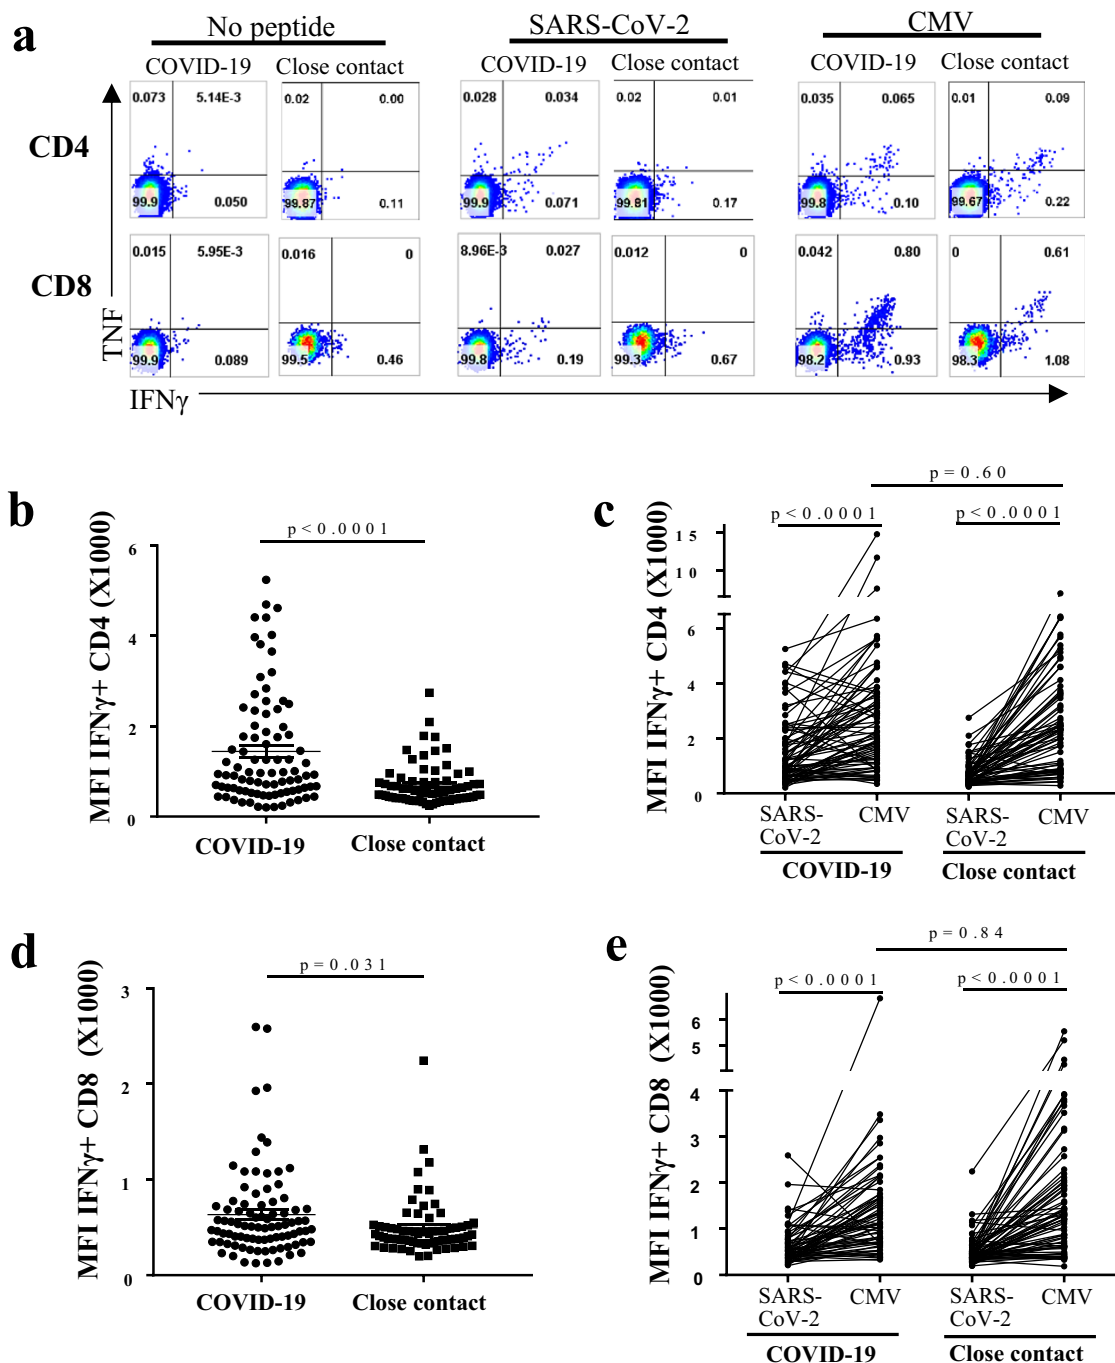 a
No peptide
SARS-CoV-2
CMV
COVID-19 Close contact COVID-19 Close contact COVID-19 Close contact
CD4
0.073 5.14E-3 0.02 0.00 0.028 0.034 0.02 0.01 0.035 0.065 0.01 0.09
99.9 0.050 99.87 0.11 99.9 0.071 99.81 0.17 99.8 0.10 99.67 0.22
CD8
0.015 5.95E-3 0.016 0 8.96E-3 0.027 0.012 0 0.042 0.80 0 0.61
99.9 0.089 99.5 0.46 99.8 0.19 99.3 0.67 98.2 0.93 98.3 1.08
TNF
IFNγ
b
MFI IFNγ+ CD4 (X1000)
p<0.0001
6
4
2
0
COVID-19 Close contact
c
MFI IFNγ+ CD4 (X1000)
p=0.60
p<0.0001 p<0.0001
15
10
6
4
2
0
SARS-CoV-2 CMV SARS-CoV-2 CMV
COVID-19 Close contact
d
MFI IFNγ+ CD8 (X1000)
p=0.031
3
2
1
0
COVID-19 Close contact
e
MFI IFNγ+ CD8 (X1000)
p=0.84
p<0.0001 p<0.0001
6
5
4
3
2
1
0
SARS-CoV-2 CMV SARS-CoV-2 CMV
COVID-19 Close contact